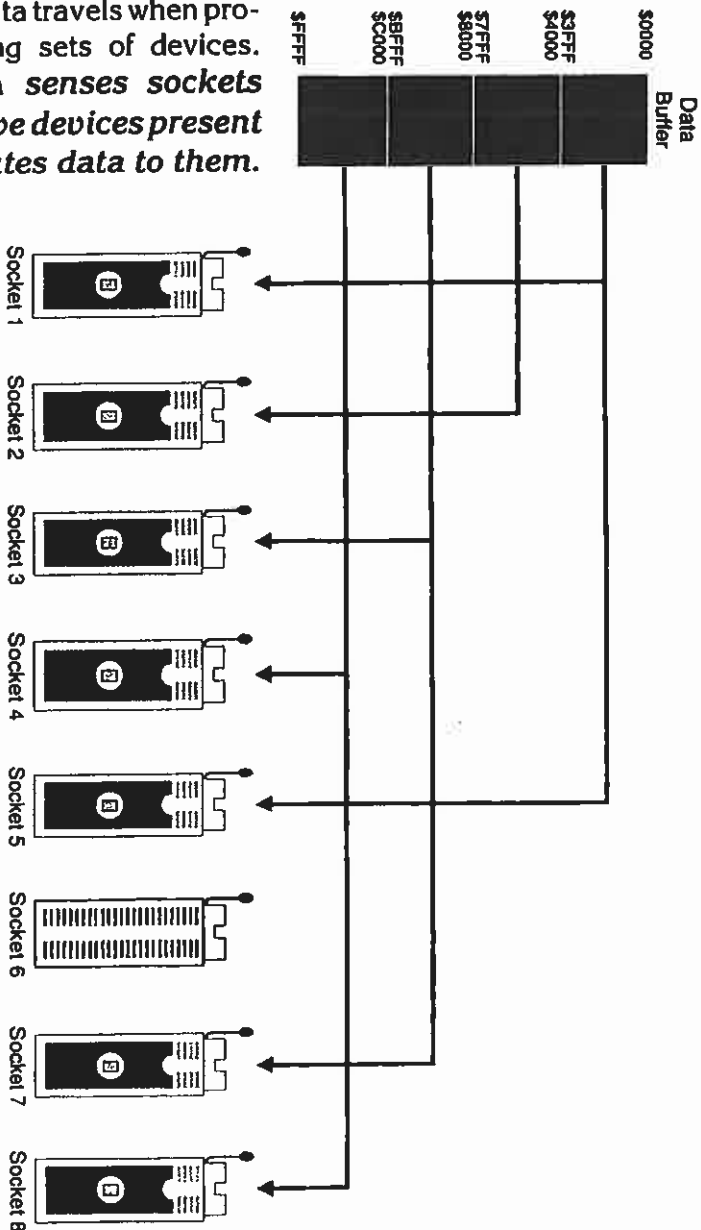 ta travels when pro-
g sets of devices.
senses sockets
devices present
tes data to them.
Data
Buffer
$0000
$3FFF
$4000
$7FFF
$8000
$BFFF
$C000
$FFFF
Socket 1
Socket 2
Socket 3
Socket 4
Socket 5
Socket 6
Socket 7
Socket 8